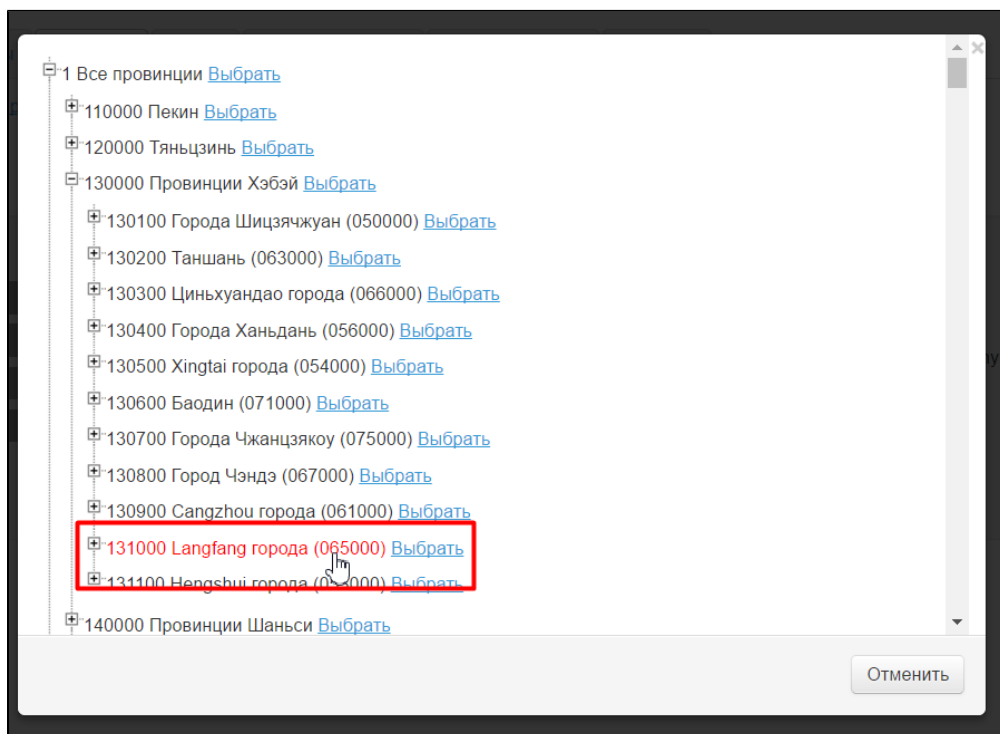 1 Все провинции Выбрать
110000 Пекин Выбрать
120000 Тяньцзинь Выбрать
130000 Провинции Хэбэй Выбрать
130100 Города Шицзячжуан (050000) Выбрать
130200 Таншань (063000) Выбрать
130300 Циньхуандао города (066000) Выбрать
130400 Города Ханьдань (056000) Выбрать
130500 Xingtai города (054000) Выбрать
130600 Баодин (071000) Выбрать
130700 Города Чжанцзякоу (075000) Выбрать
130800 Город Чэндэ (067000) Выбрать
130900 Cangzhou города (061000) Выбрать
131000 Langfang города (065000) Выбрать
131100 Hengshui города Выбрать
140000 Провинции Шаньси Выбрать
Отменить